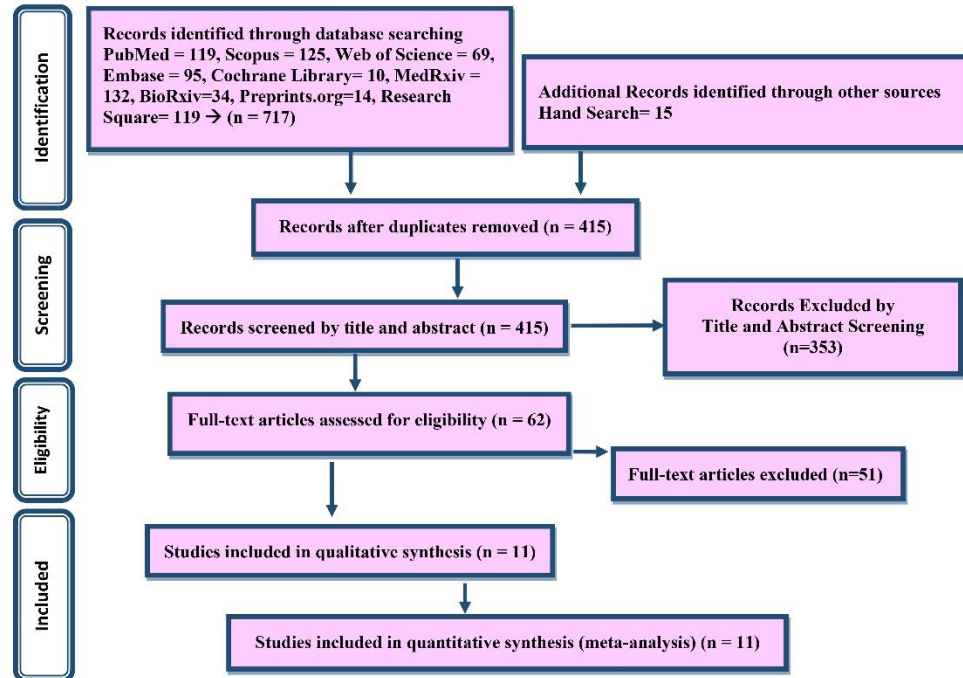 Identification
Records identified through database searching
PubMed = 119, Scopus = 125, Web of Science = 69,
Embase = 95, Cochrane Library= 10, MedRxiv =
132, BioRxiv=34, Preprints.org=14, Research
Square= 119 → (n = 717)
Additional Records identified through other sources
Hand Search= 15
Records after duplicates removed (n = 415)
Screening
Records screened by title and abstract (n = 415)
Records Excluded by
Title and Abstract Screening
(n=353)
Eligibility
Full-text articles assessed for eligibility (n = 62)
Full-text articles excluded (n=51)
Included
Studies included in qualitative synthesis (n = 11)
Studies included in quantitative synthesis (meta-analysis) (n = 11)